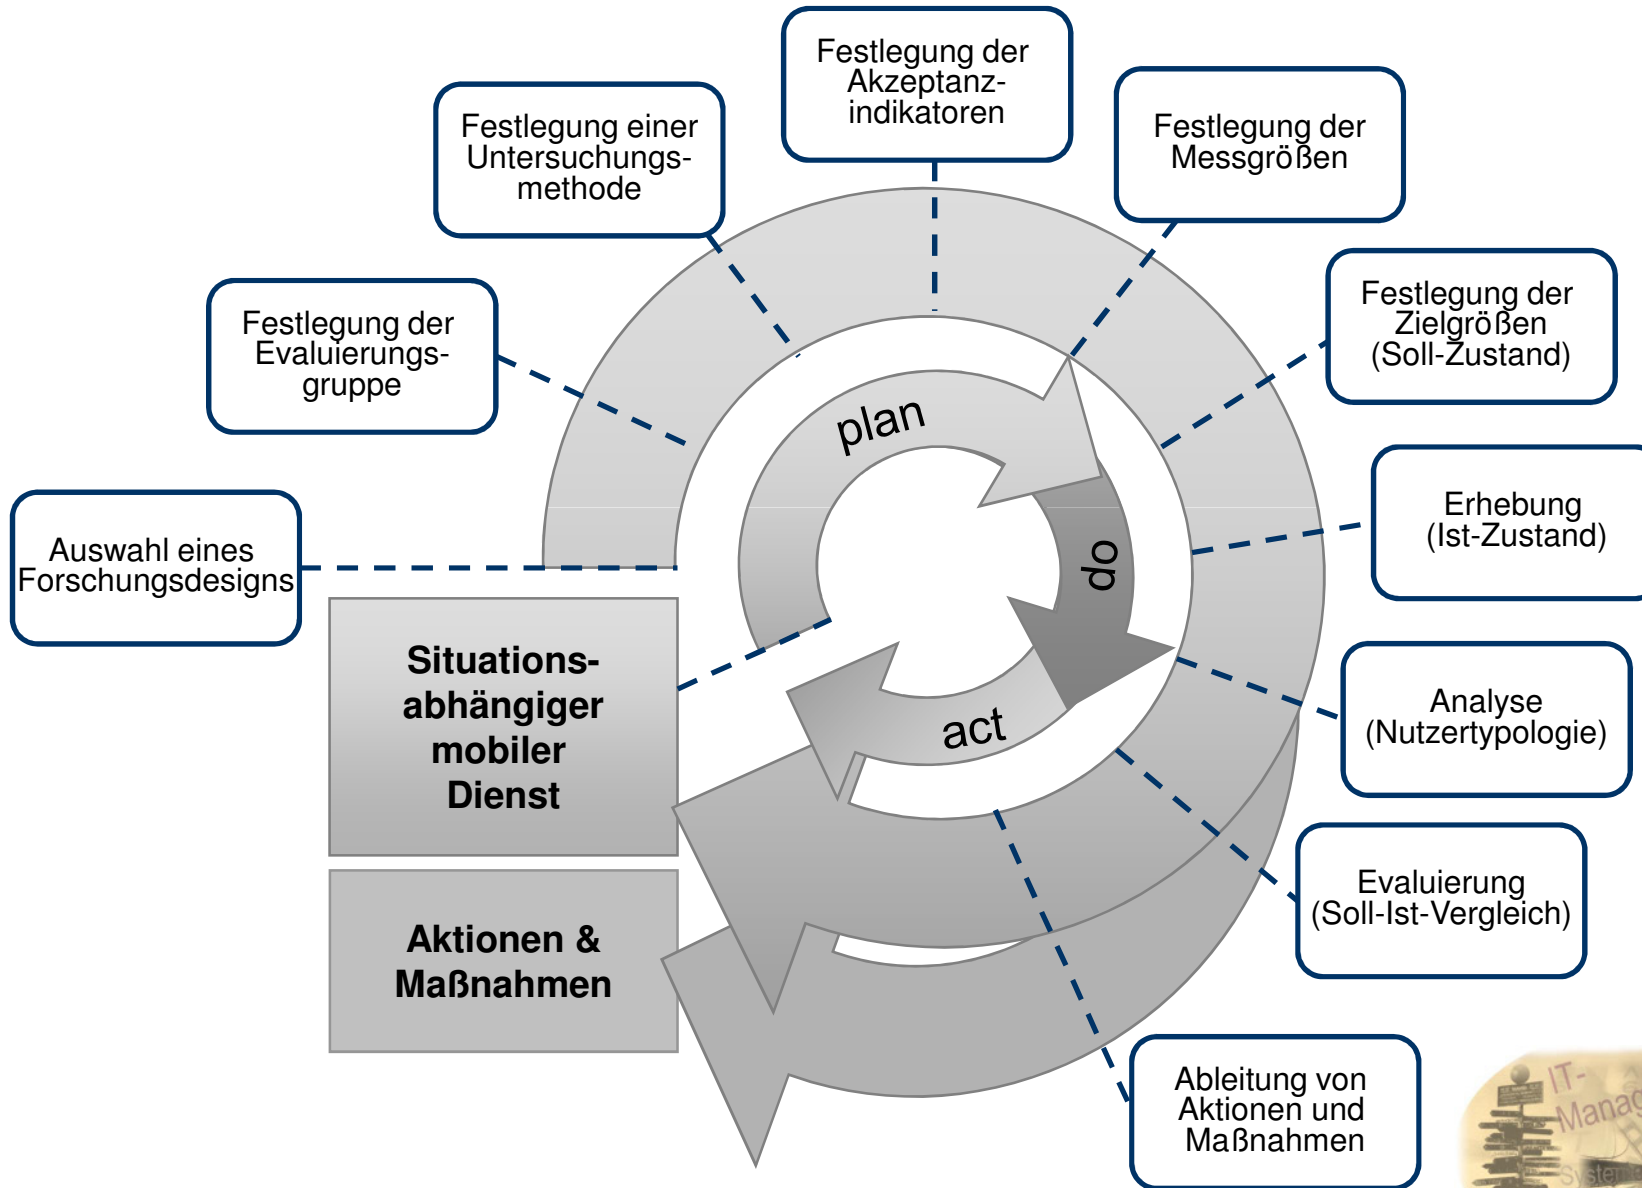 Festlegung der
Akzeptanz-
indikatoren
Festlegung einer
Untersuchungs-
methode
Festlegung der
Messgrößen
Festlegung der
Evaluierungs-
gruppe
Festlegung der
Zielgrößen
(Soll-Zustand)
plan
Auswahl eines
Forschungsdesigns
Erhebung
(Ist-Zustand)
do
Situations-
abhängiger
mobiler
Dienst
act
Analyse
(Nutzertypologie)
Evaluierung
(Soll-Ist-Vergleich)
Aktionen &
Maßnahmen
Ableitung von
Aktionen und
Maßnahmen
IT-